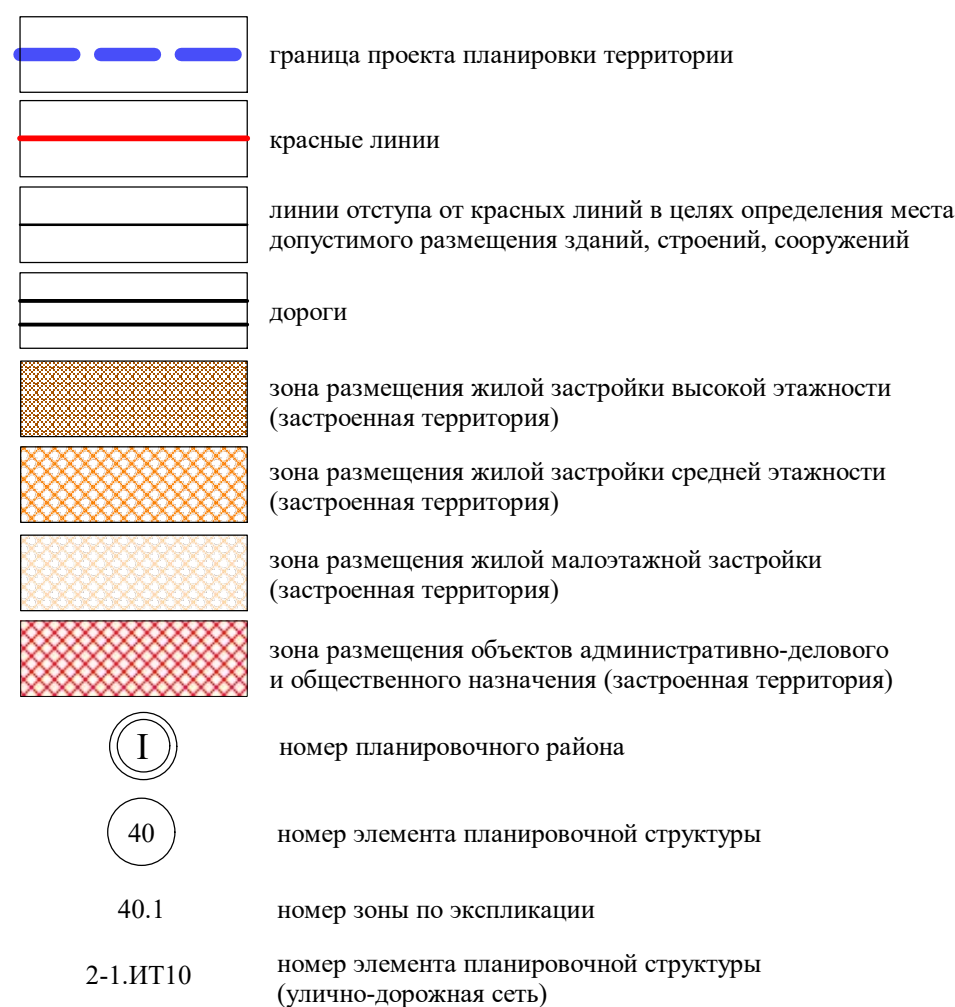 граница проекта планировки территории
красные линии
линии отступа от красных линий в целях определения места
допустимого размещения зданий, строений, сооружений
дороги
зона размещения жилой застройки высокой этажности
(застроенная территория)
зона размещения жилой застройки средней этажности
(застроенная территория)
зона размещения жилой малоэтажной застройки
(застроенная территория)
зона размещения объектов административно-делового
и общественного назначения (застроенная территория)
I номер планировочного района
40 номер элемента планировочной структуры
40.1 номер зоны по экспликации
2-1.ИТ10 номер элемента планировочной структуры
(улично-дорожная сеть)